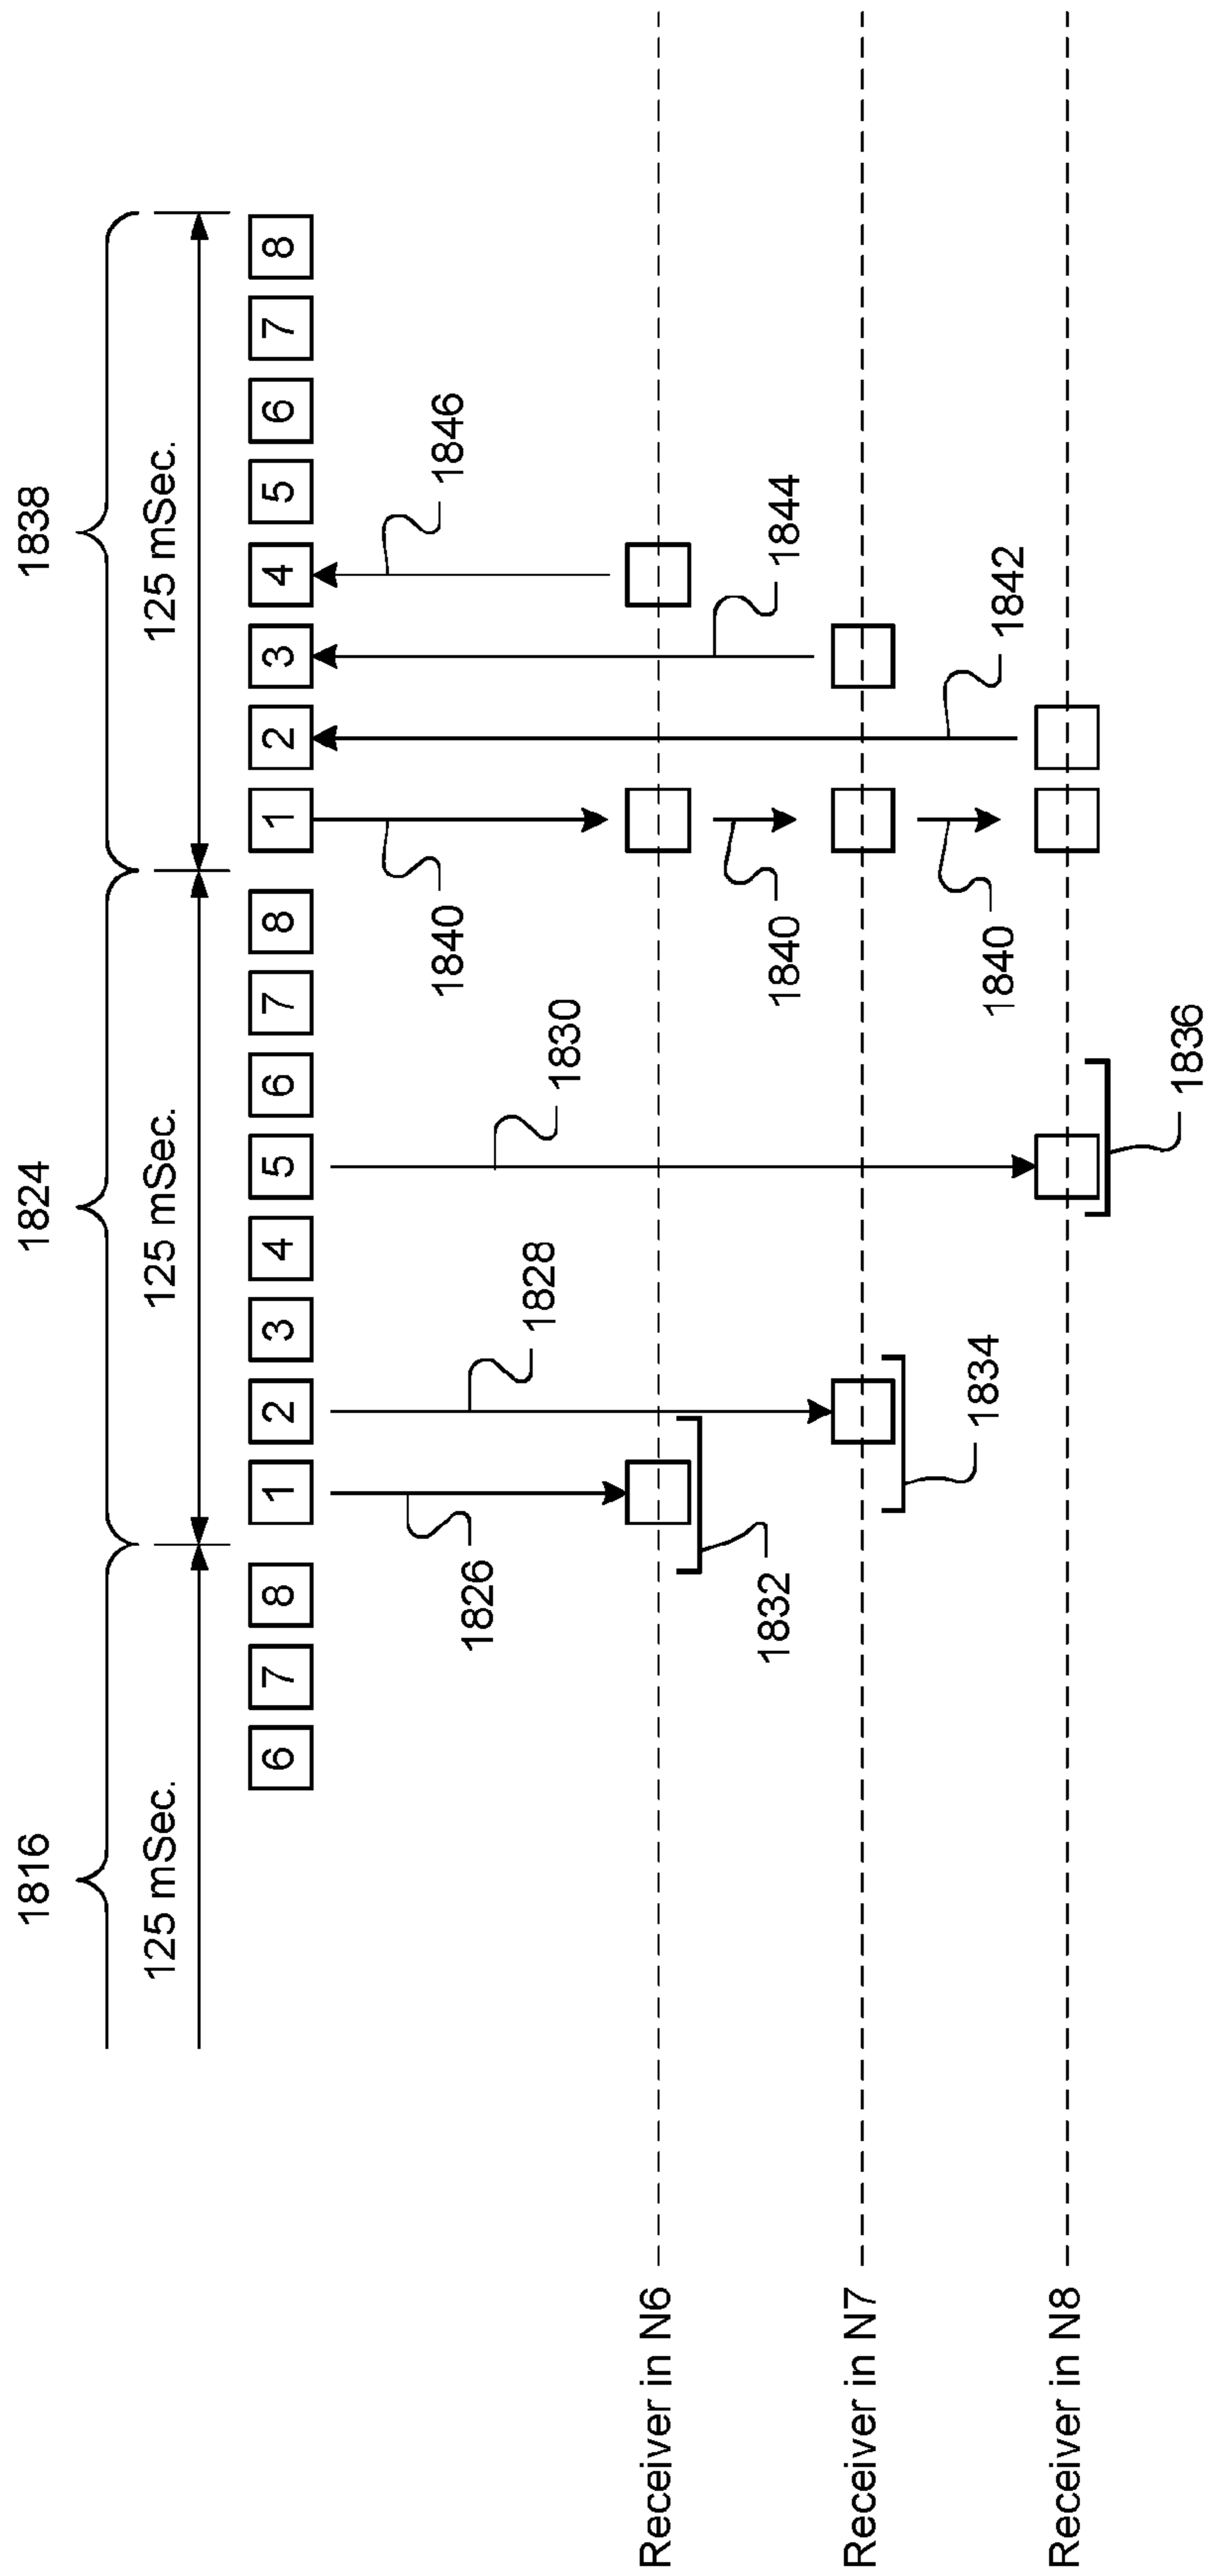 1816 1824 1838
125 mSec. 125 mSec. 125 mSec.
6 7 8 1 2 3 4 5 6 7 8 1 2 3 4 5 6 7 8
1826 1828 1830 1840 1846
Receiver in N6
1832 1840 1844
Receiver in N7
1834 1840 1842
Receiver in N8
1836